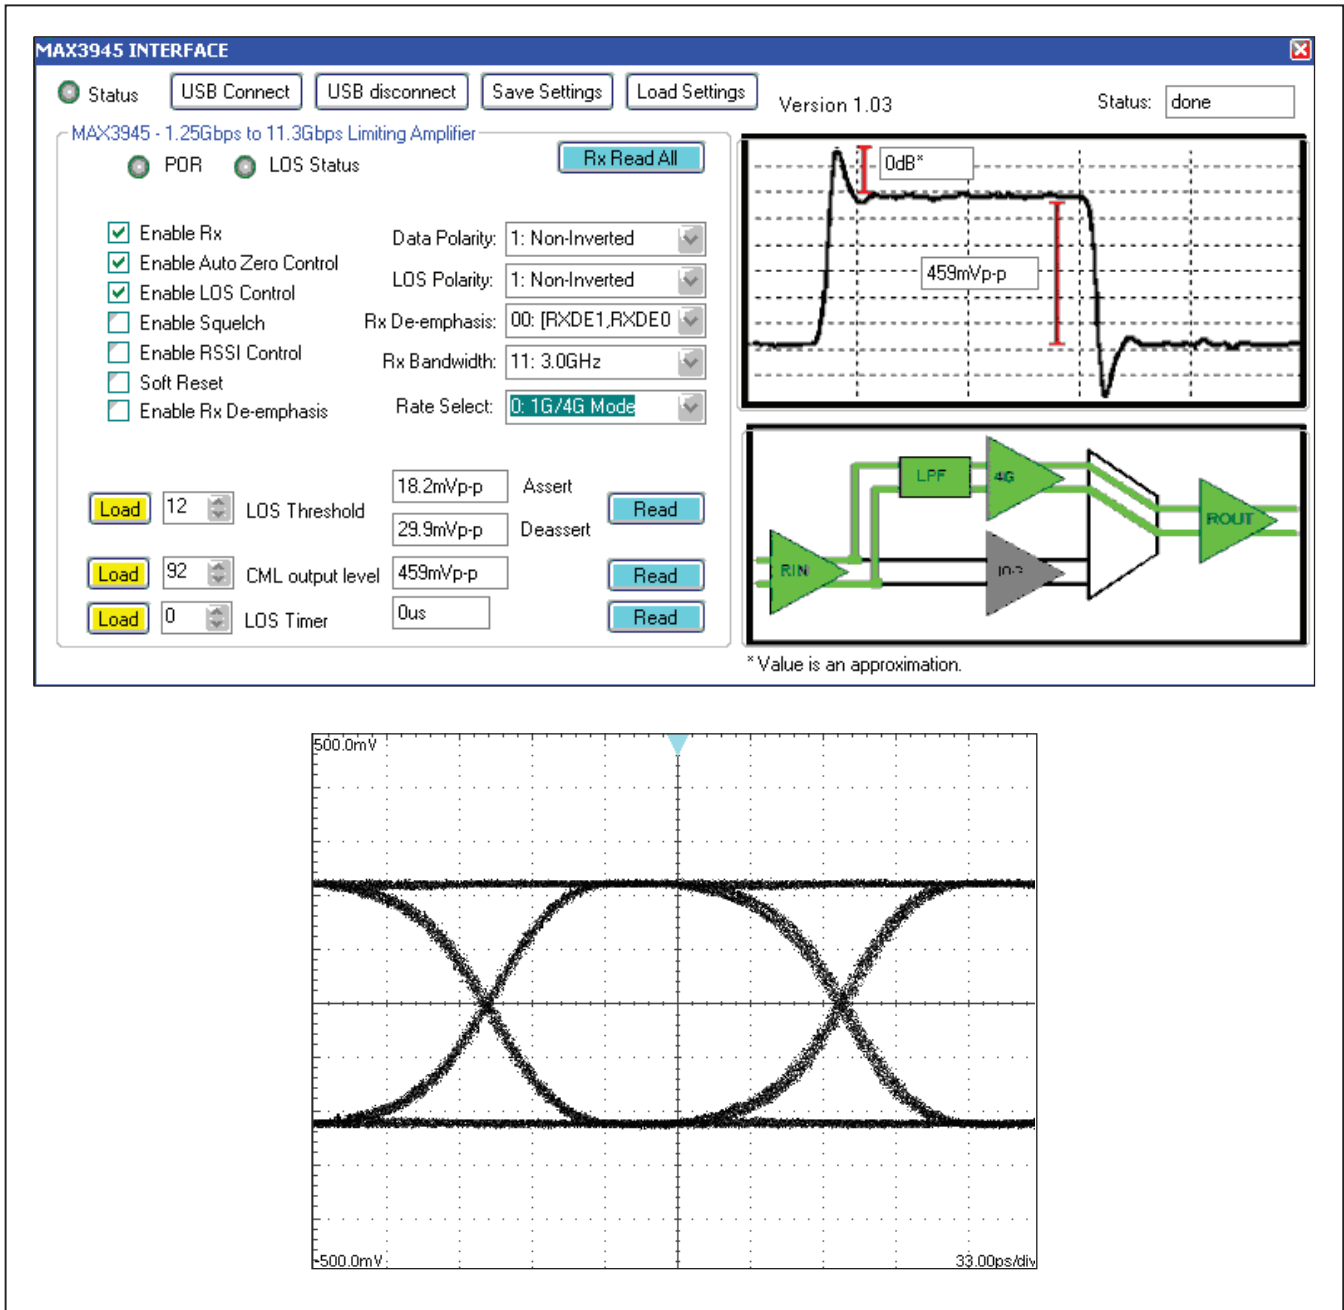 MAX3945 INTERFACE
Status USB Connect USB disconnect Save Settings Load Settings Version 1.03 Status: done
MAX3945 - 1.25Gbps to 11.3Gbps Limiting Amplifier
POR LOS Status Rx Read All
Enable Rx
Enable Auto Zero Control
Enable LOS Control
Enable Squelch
Enable RSSI Control
Soft Reset
Enable Rx De-emphasis
Data Polarity: 1: Non-Inverted
LOS Polarity: 1: Non-Inverted
Rx De-emphasis: 00: [RXDE1,RXDE0
Rx Bandwidth: 11: 3.0GHz
Rate Select: 0: 1G/4G Mode
18.2mVp-p Assert
Load 12 LOS Threshold Read
29.9mVp-p Deassert
Load 92 CML output level 459mVp-p Read
Load 0 LOS Timer 0us Read
0dB*
459mVp-p
LPF 4G
ROUT
RIN
* Value is an approximation.
500.0mV
-500.0mV
33.00ps/div